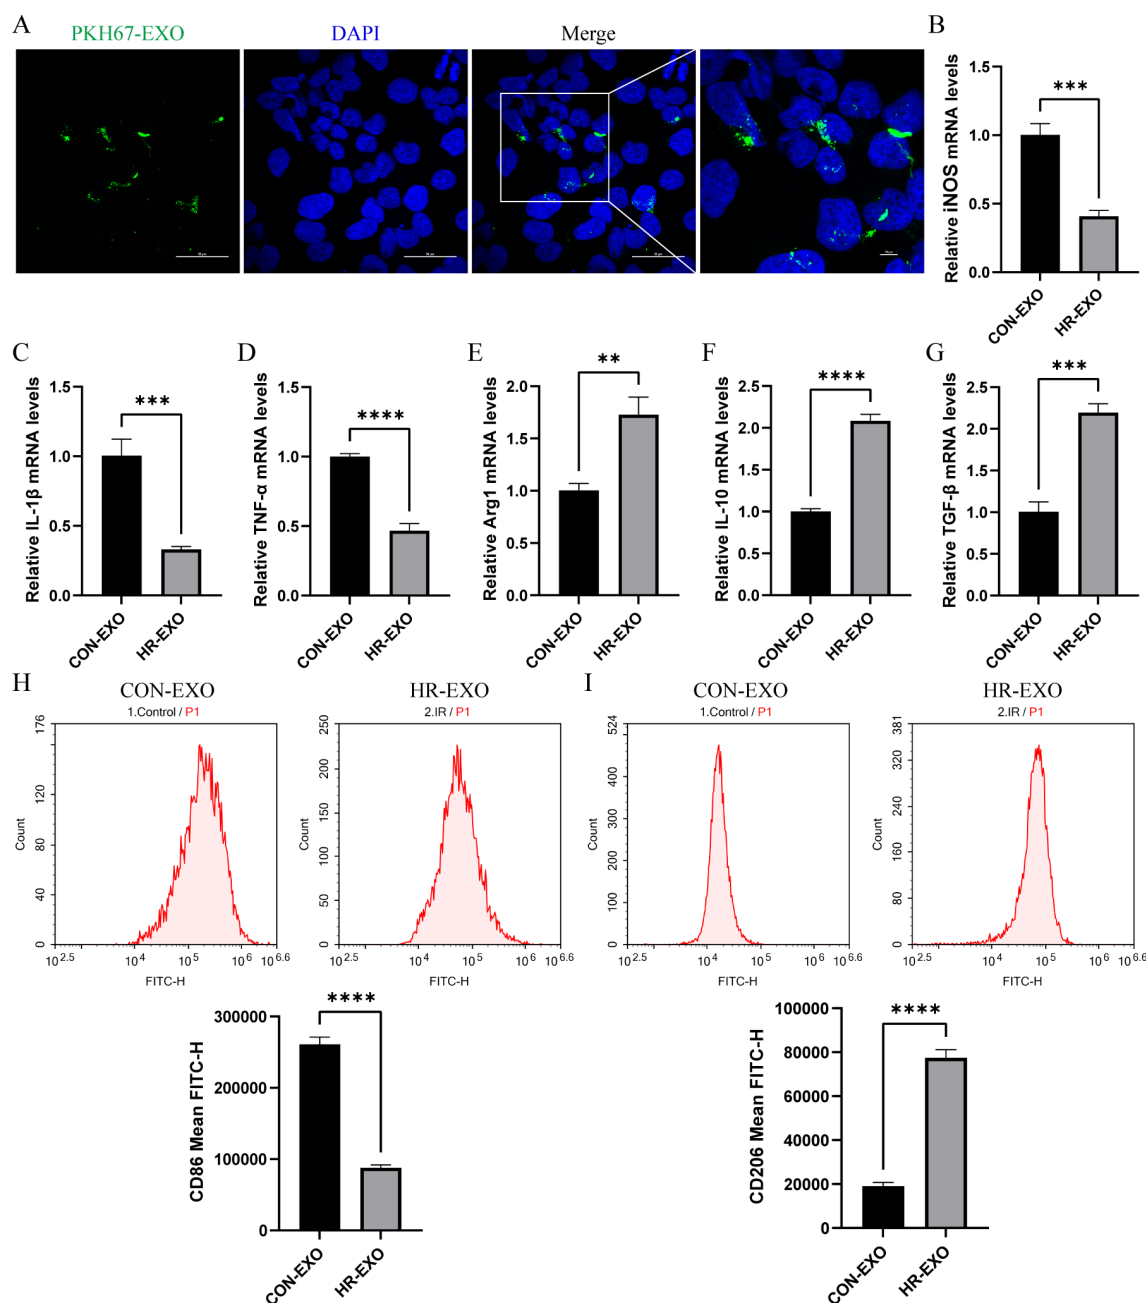 A
PKH67-EXO
DAPI
Merge
B
Relative iNOS mRNA levels
1.5
1.0
0.5
0.0
***
CON-EXO
HR-EXO
C
Relative IL-1β mRNA levels
1.5
1.0
0.5
0.0
***
CON-EXO
HR-EXO
D
Relative TNF-α mRNA levels
1.5
1.0
0.5
0.0
****
CON-EXO
HR-EXO
E
Relative Arg1 mRNA levels
2.0
1.5
1.0
0.5
0.0
**
CON-EXO
HR-EXO
F
Relative IL-10 mRNA levels
2.5
2.0
1.5
1.0
0.5
0.0
****
CON-EXO
HR-EXO
G
Relative TGF-β mRNA levels
2.5
2.0
1.5
1.0
0.5
0.0
***
CON-EXO
HR-EXO
H
CON-EXO
1.Control / P1
Count
176
120
80
40
0
10^2.5
10^4
10^5
10^6
10^6.6
FITC-H
HR-EXO
2.IR / P1
Count
250
200
150
100
50
0
10^2.5
10^4
10^5
10^6
10^6.6
FITC-H
CD86 Mean FITC-H
300000
200000
100000
0
****
CON-EXO
HR-EXO
I
CON-EXO
1.Control / P1
Count
524
400
300
200
100
0
10^2.5
10^4
10^5
10^6
10^6.6
FITC-H
HR-EXO
2.IR / P1
Count
381
320
240
160
80
0
10^2.5
10^4
10^5
10^6
10^6.6
FITC-H
CD206 Mean FITC-H
100000
80000
60000
40000
20000
0
****
CON-EXO
HR-EXO